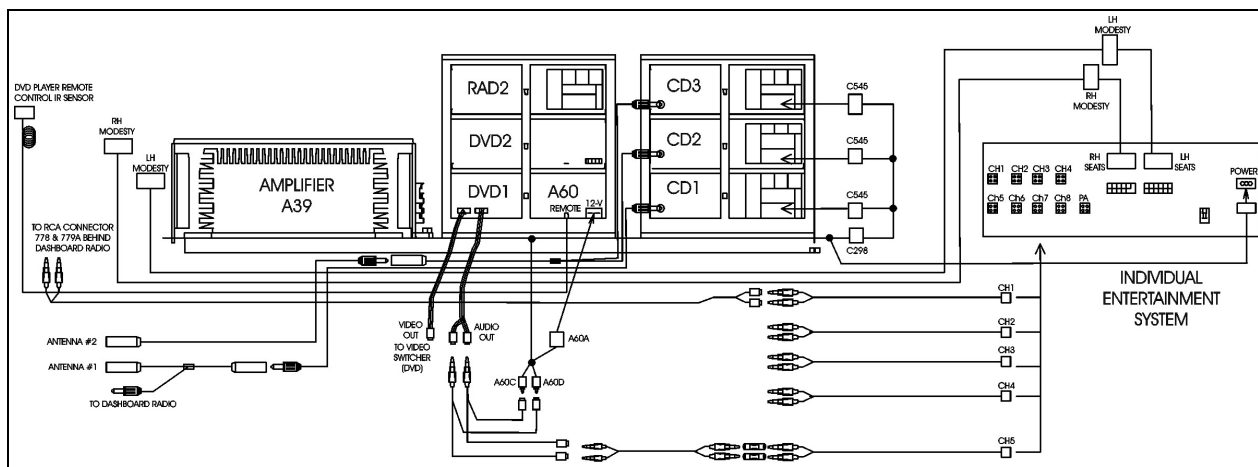 LH
MODESTY
RH
MODESTY
DVD PLAYER REMOTE
CONTROL IR SENSOR
RH
MODESTY
LH
MODESTY
AMPLIFIER
A39
RAD2
DVD2
DVD1
A60
REMOTE
12-V
CD3
CD2
CD1
C545
C545
C545
C298
RH
SEATS
LH
SEATS
POWER
CH1
CH2
CH3
CH4
Ch5
Ch6
Ch7
Ch8
PA
INDIVIDUAL
ENTERTAINMENT
SYSTEM
TO RCA CONNECTOR
778 & 779A BEHIND
DASHBOARD RADIO
ANTENNA #2
ANTENNA #1
TO DASHBOARD RADIO
VIDEO
OUT
TO VIDEO
SWITCHER
(DVD)
AUDIO
OUT
A60A
A60C
A60D
CH1
CH2
CH3
CH4
CH5